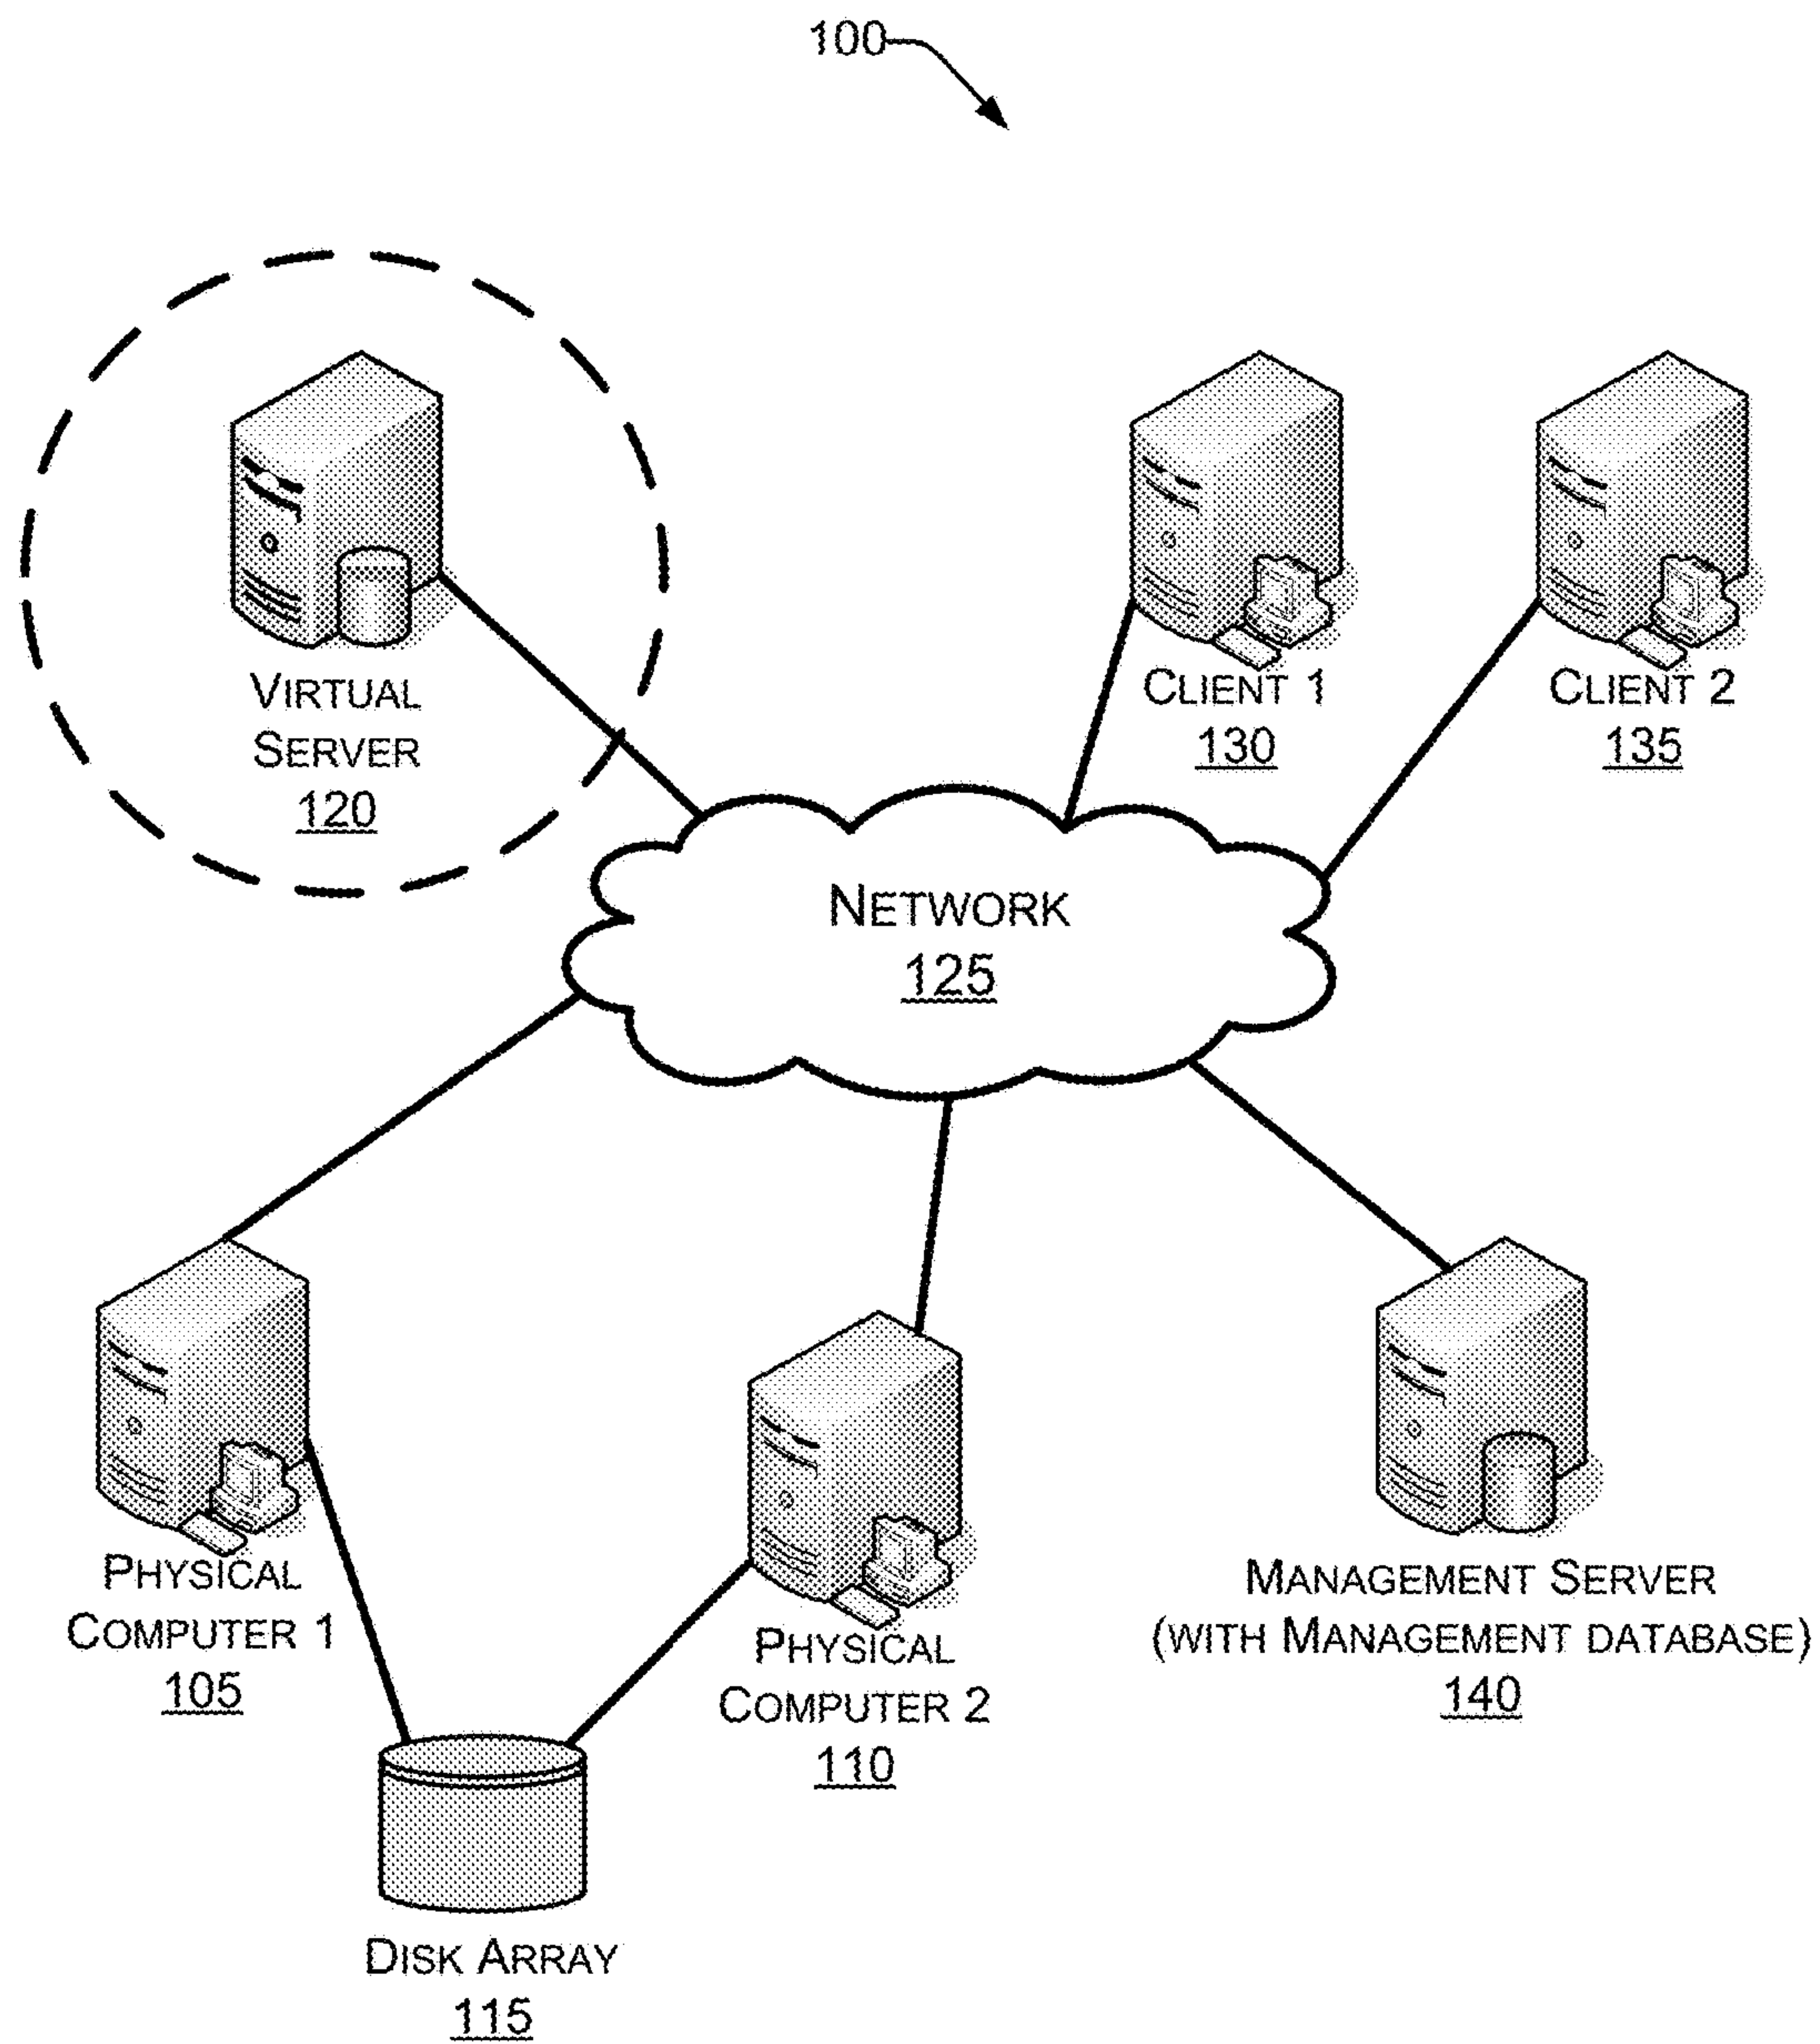 100
VIRTUAL
SERVER
120
CLIENT 1
130
CLIENT 2
135
NETWORK
125
PHYSICAL
COMPUTER 1
105
PHYSICAL
COMPUTER 2
110
MANAGEMENT SERVER
(WITH MANAGEMENT DATABASE)
140
DISK ARRAY
115